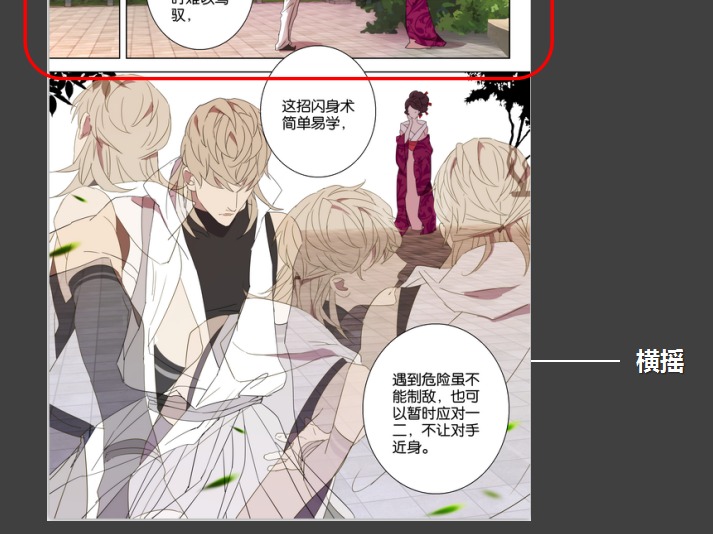 驭，
这招闪身术
简单易学，
遇到危险虽不
能制敌，也可
以暂时应对一
二，不让对手
近身。
横摇